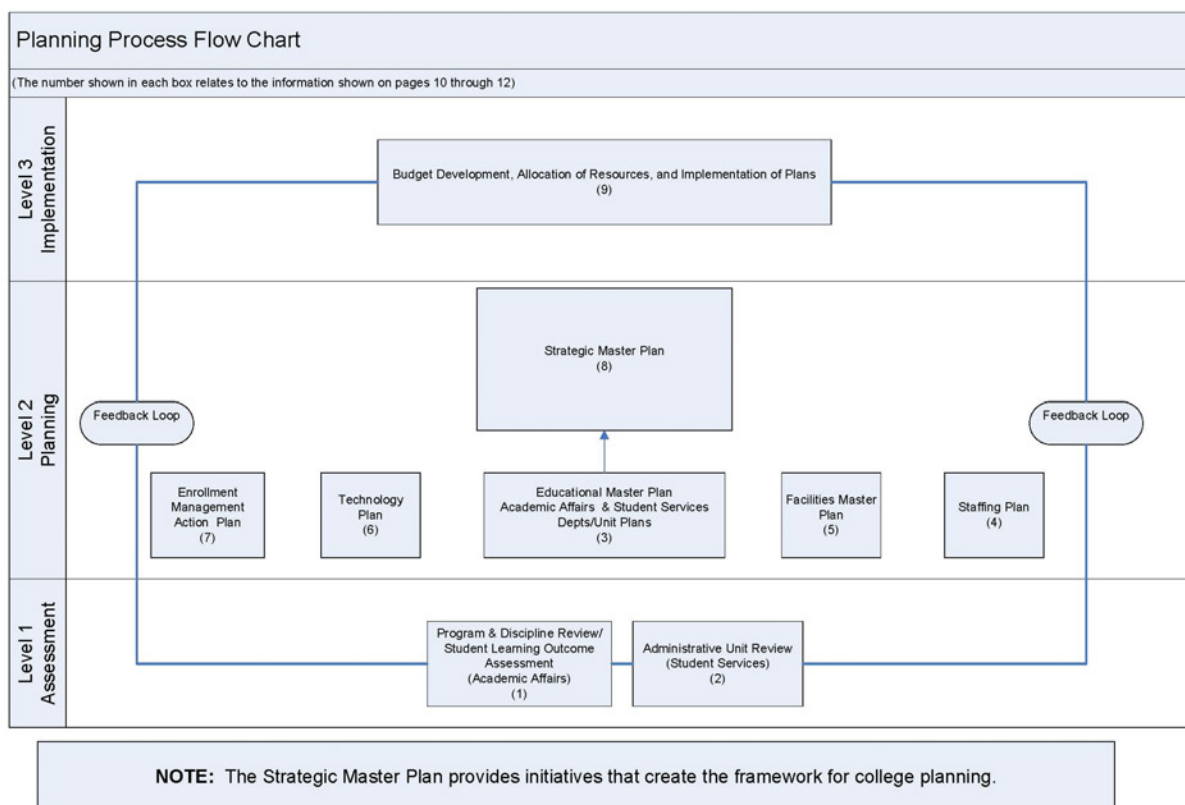 Planning Process Flow Chart
(The number shown in each box relates to the information shown on pages 10 through 12)
Level 3
Implementation
Budget Development, Allocation of Resources, and Implementation of Plans
(9)
Level 2
Planning
Strategic Master Plan
(8)
Feedback Loop
Feedback Loop
Enrollment
Management
Action Plan
(7)
Technology
Plan
(6)
Educational Master Plan
Academic Affairs & Student Services
Depts/Unit Plans
(3)
Facilities Master
Plan
(5)
Staffing Plan
(4)
Level 1
Assessment
Program & Discipline Review/
Student Learning Outcome
Assessment
(Academic Affairs)
(1)
Administrative Unit Review
(Student Services)
(2)
NOTE: The Strategic Master Plan provides initiatives that create the framework for college planning.